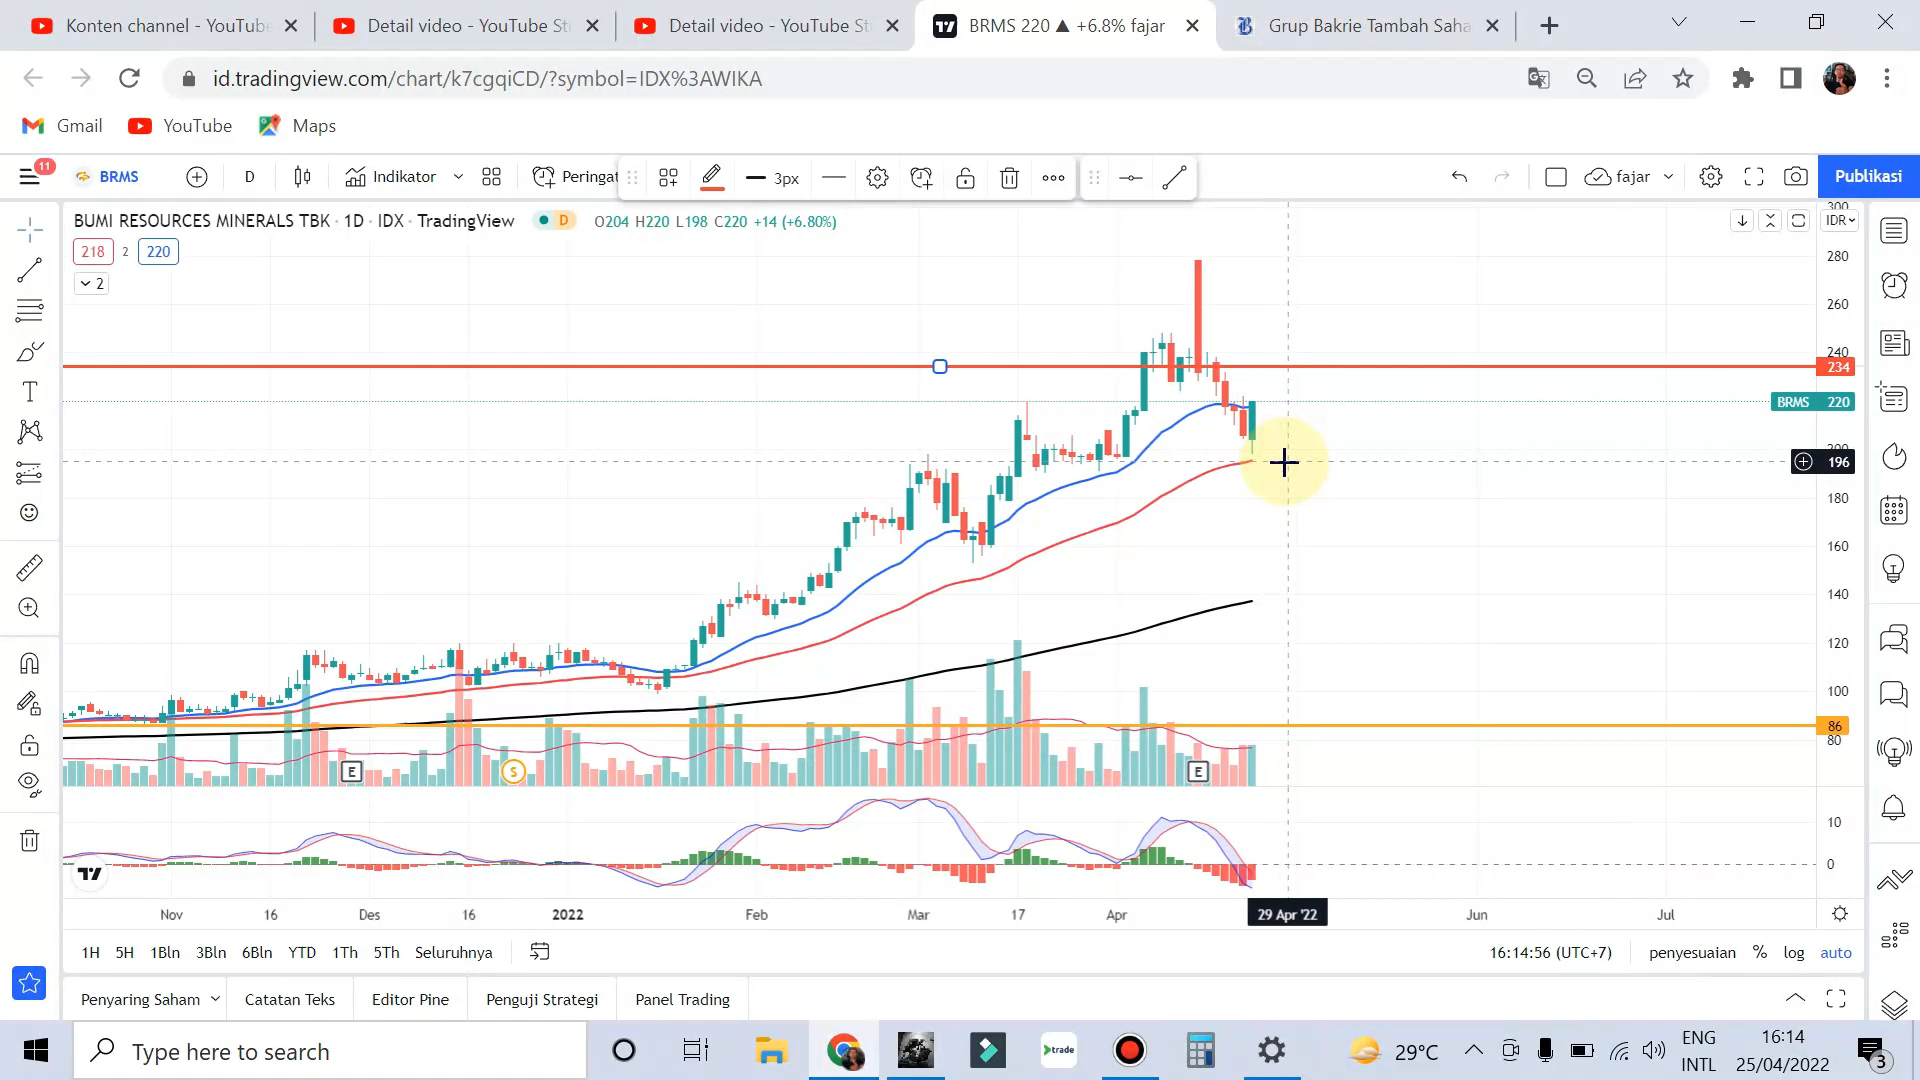 Konten channel - YouTube
Detail video - YouTube St
Detail video - YouTube St
BRMS 220 ▲ +6.8% fajar
Grup Bakrie Tambah Saha
id.tradingview.com/chart/k7cgqiCD/?symbol=IDX%3AWIKA
Gmail
YouTube
Maps
11
BRMS
D
Indikator
Peringat
3px
fajar
Publikasi
BUMI RESOURCES MINERALS TBK · 1D · IDX · TradingView
D
O204 H220 L198 C220 +14 (+6.80%)
IDR
218
2
220
2
300
280
260
240
234
BRMS 220
200
196
180
160
140
120
100
86
80
10
0
E
S
E
Nov
16
Des
16
2022
Feb
Mar
17
Apr
29 Apr '22
Jun
Jul
1H
5H
1Bln
3Bln
6Bln
YTD
1Th
5Th
Seluruhnya
16:14:56 (UTC+7)
penyesuaian
%
log
auto
Penyaring Saham
Catatan Teks
Editor Pine
Penguji Strategi
Panel Trading
Type here to search
trade
29°C
ENG
INTL
16:14
25/04/2022
3